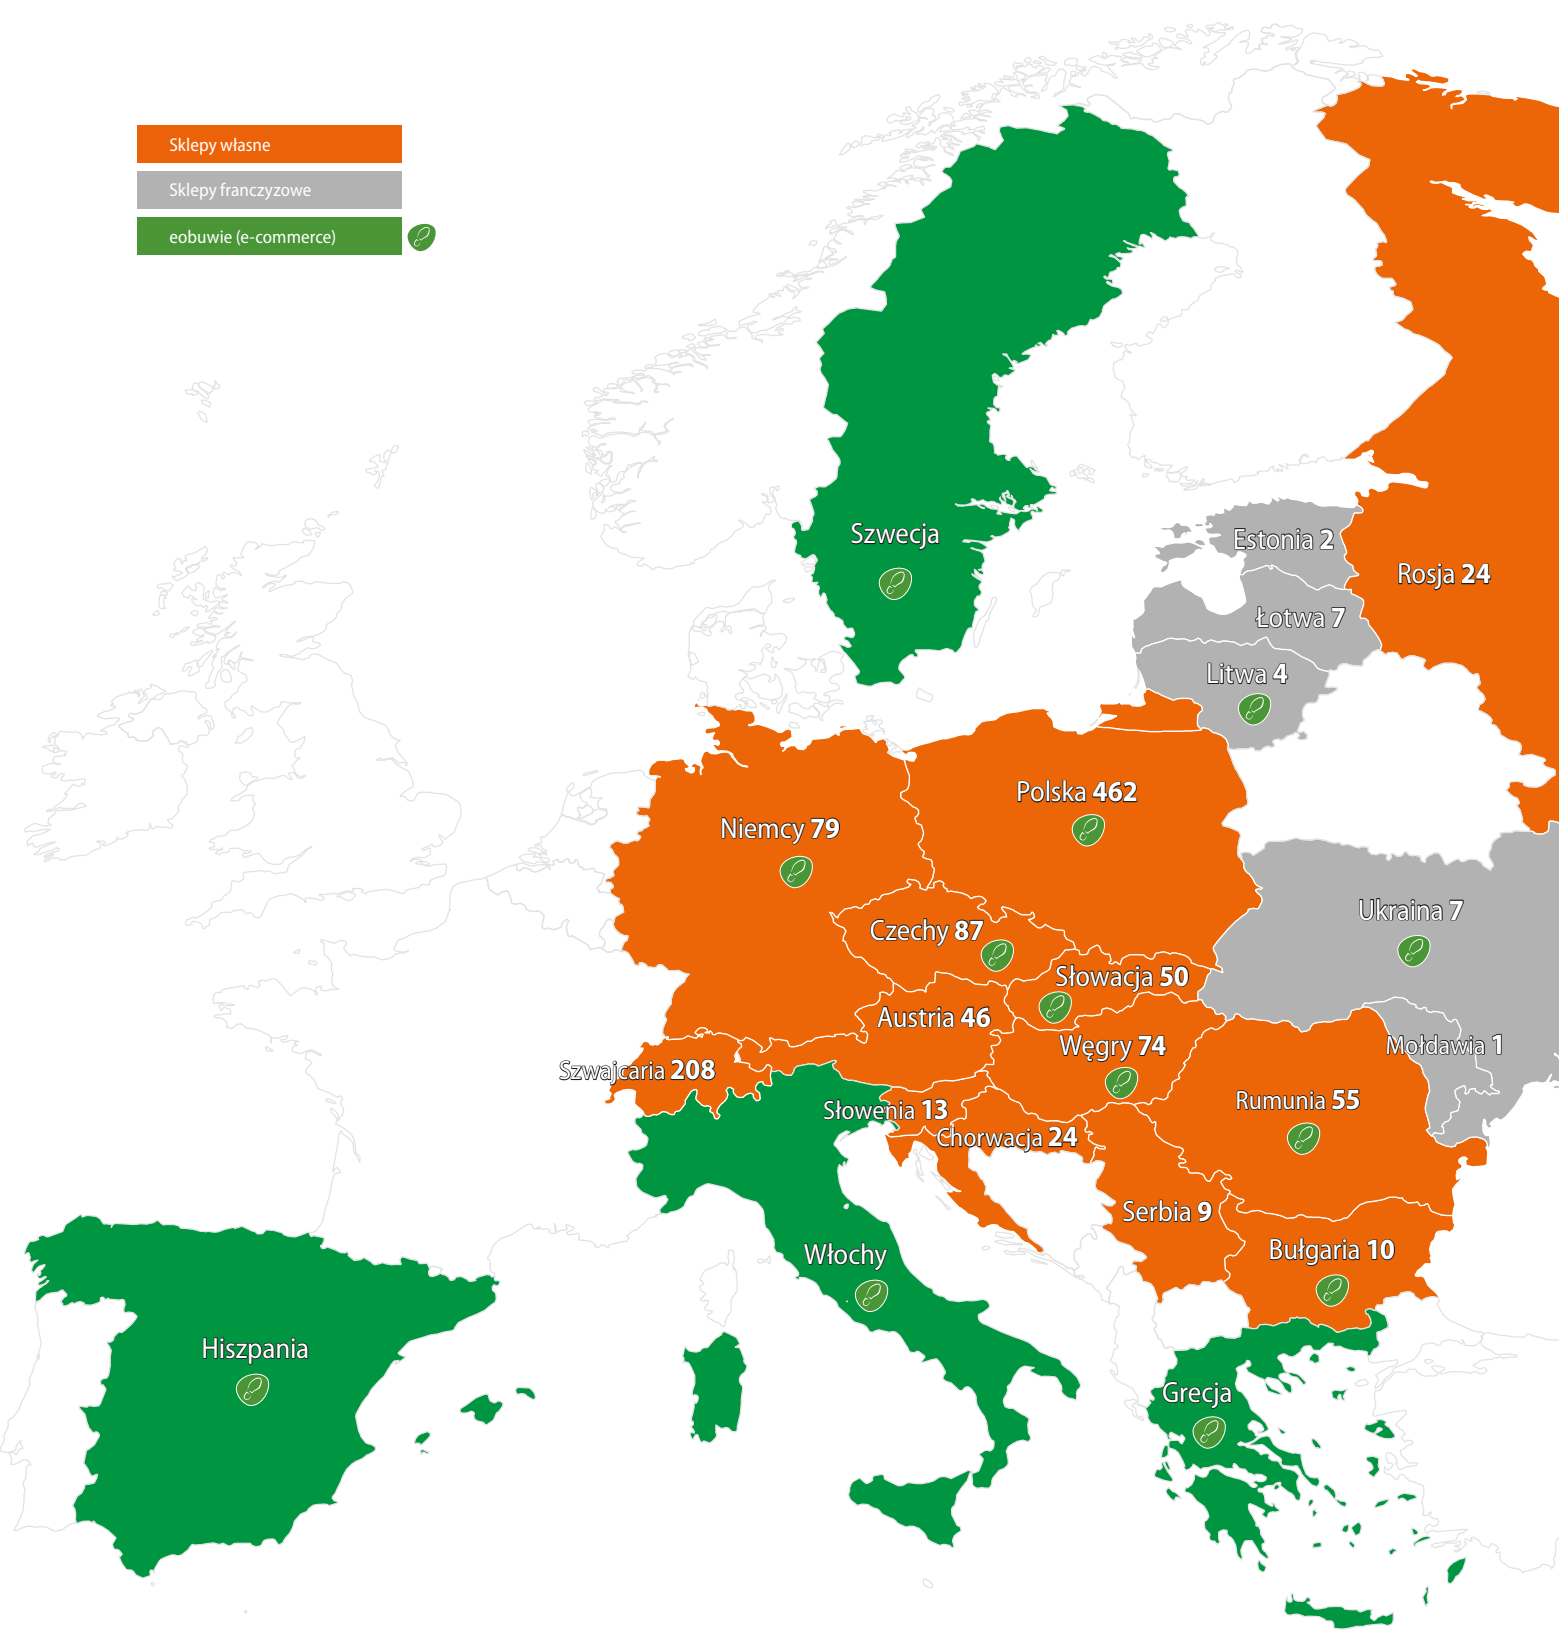 Sklepy własne
Sklepy franczyzowe
eobuwie (e-commerce)
Szwecja
Estonia 2
Rosja 24
Łotwa 7
Litwa 4
Polska 462
Niemcy 79
Ukraina 7
Czechy 87
Słowacja 50
Austria 46
Węgry 74
Mołdawia 1
Szwajcaria 208
Rumunia 55
Słowenia 13
Chorwacja 24
Serbia 9
Bułgaria 10
Włochy
Hiszpania
Grecja